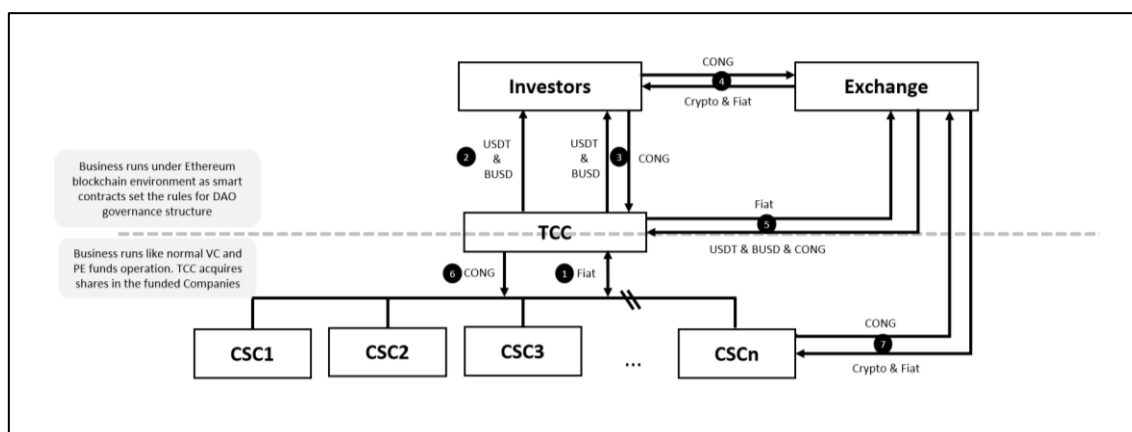 CONG
4
Investors
Exchange
Crypto & Fiat
2
USDT
&
BUSD
USDT
&
BUSD
3
CONG
Business runs under Ethereum
blockchain environment as smart
contracts set the rules for DAO
governance structure
Fiat
5
TCC
USDT & BUSD & CONG
Business runs like normal VC and
PE funds operation. TCC acquires
shares in the funded Companies
6
CONG
1
Fiat
CSC1
CSC2
CSC3
...
CSCn
CONG
7
Crypto & Fiat